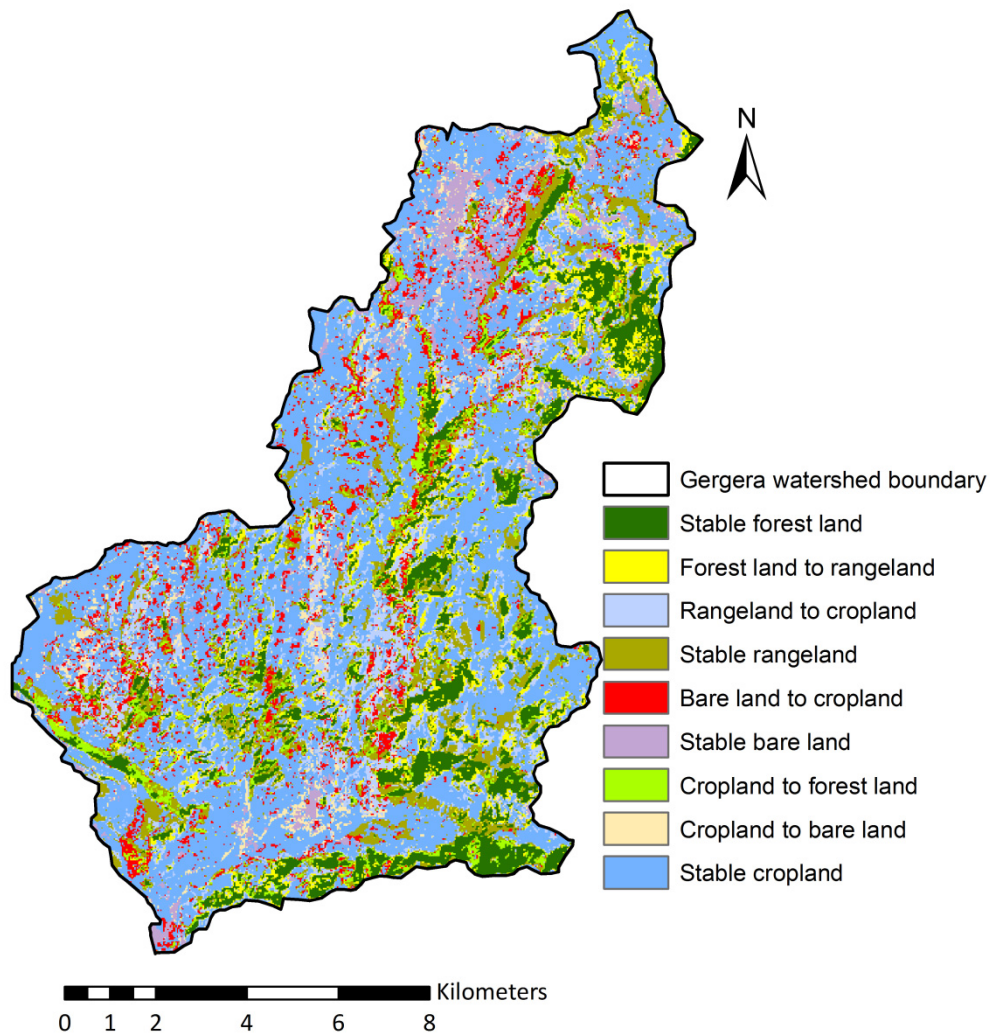 N
Gergera watershed boundary
Stable forest land
Forest land to rangeland
Rangeland to cropland
Stable rangeland
Bare land to cropland
Stable bare land
Cropland to forest land
Cropland to bare land
Stable cropland
Kilometers
0 1 2 4 6 8